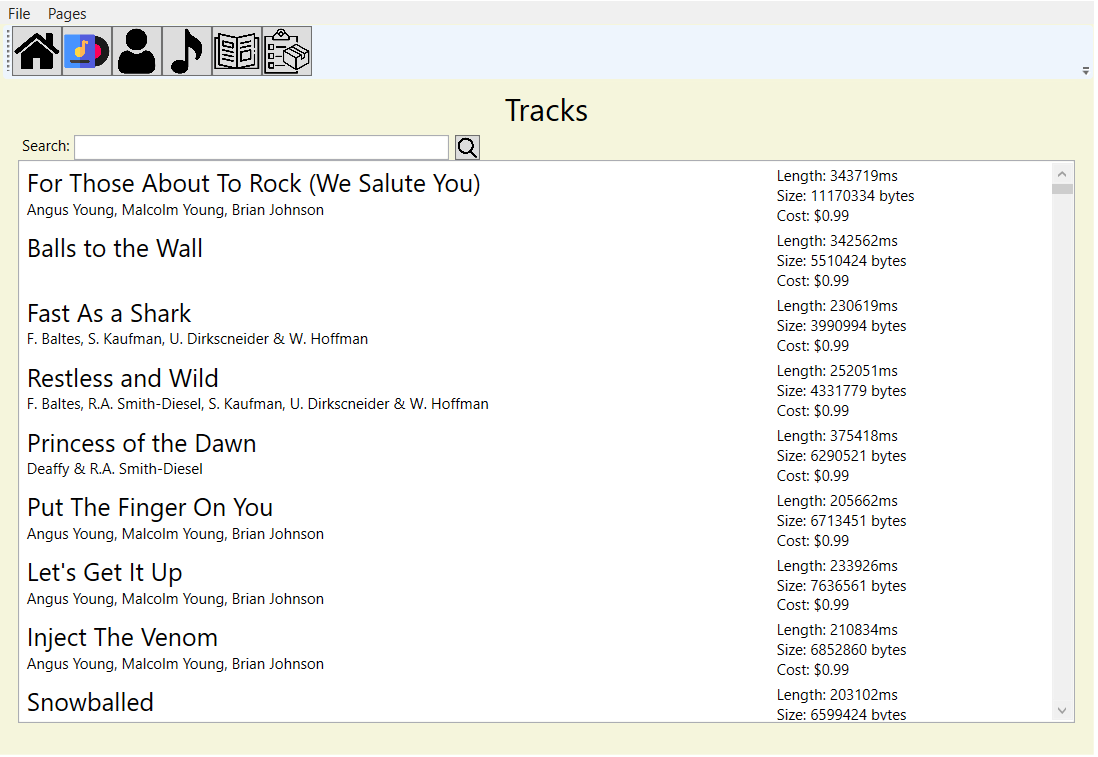 File Pages
Tracks
Search:
For Those About To Rock (We Salute You)
Angus Young, Malcolm Young, Brian Johnson
Length: 343719ms
Size: 11170334 bytes
Cost: $0.99
Balls to the Wall
Length: 342562ms
Size: 5510424 bytes
Cost: $0.99
Fast As a Shark
F. Baltes, S. Kaufman, U. Dirkscneider & W. Hoffman
Length: 230619ms
Size: 3990994 bytes
Cost: $0.99
Restless and Wild
F. Baltes, R.A. Smith-Diesel, S. Kaufman, U. Dirkscneider & W. Hoffman
Length: 252051ms
Size: 4331779 bytes
Cost: $0.99
Princess of the Dawn
Deaffy & R.A. Smith-Diesel
Length: 375418ms
Size: 6290521 bytes
Cost: $0.99
Put The Finger On You
Angus Young, Malcolm Young, Brian Johnson
Length: 205662ms
Size: 6713451 bytes
Cost: $0.99
Let's Get It Up
Angus Young, Malcolm Young, Brian Johnson
Length: 233926ms
Size: 7636561 bytes
Cost: $0.99
Inject The Venom
Angus Young, Malcolm Young, Brian Johnson
Length: 210834ms
Size: 6852860 bytes
Cost: $0.99
Snowballed
Length: 203102ms
Size: 6599424 bytes